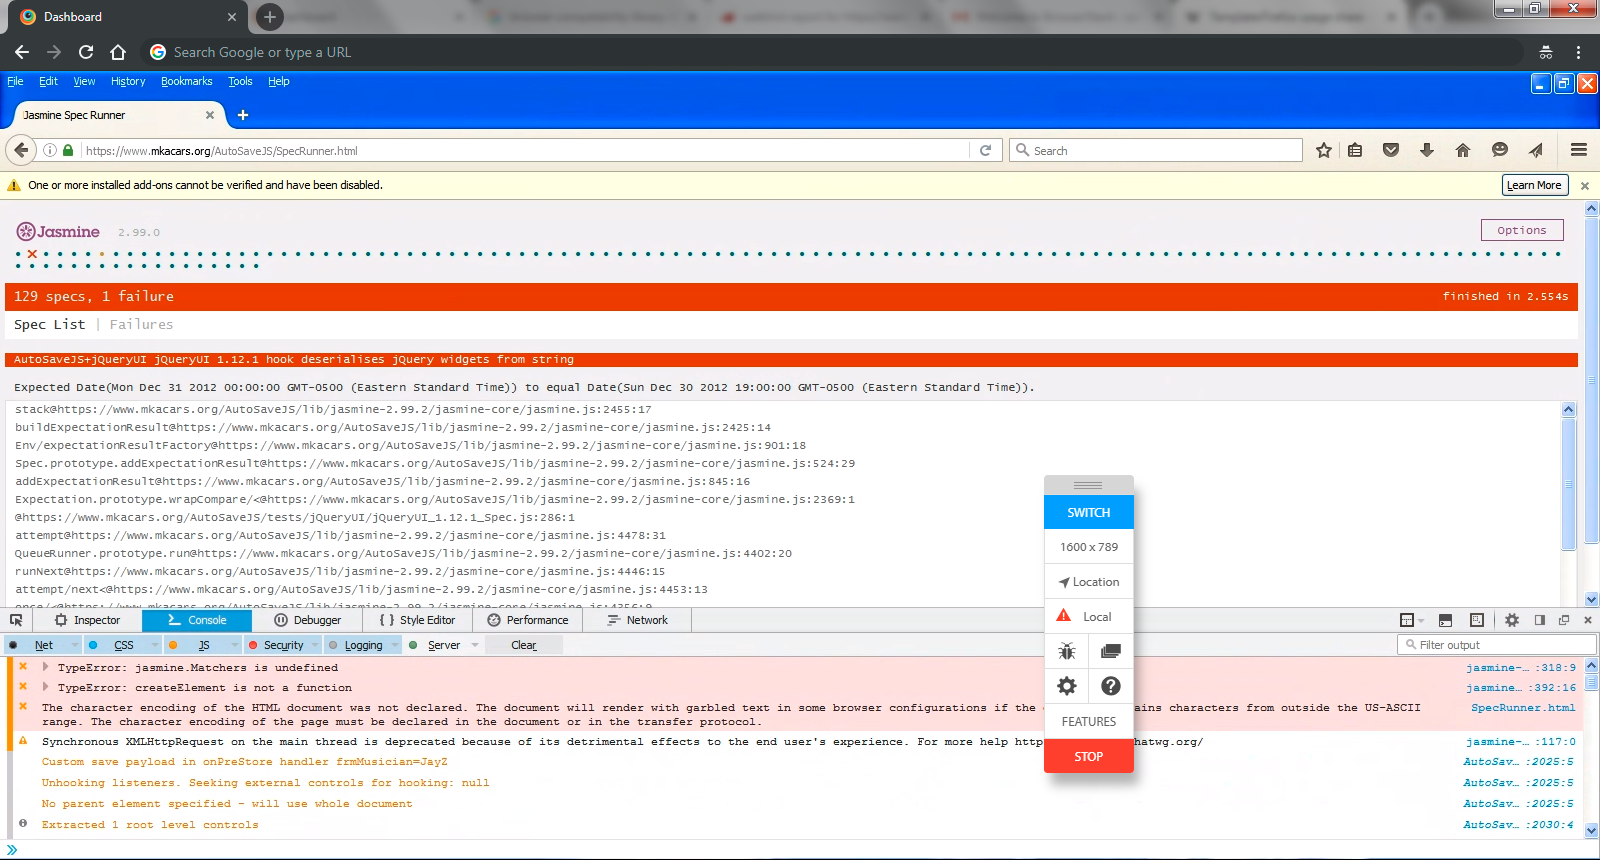 Dashboard
Search Google or type a URL
File Edit View History Bookmarks Tools Help
Jasmine Spec Runner
https://www.mkacars.org/AutoSaveJS/SpecRunner.html
Search
One or more installed add-ons cannot be verified and have been disabled.
Learn More
Jasmine 2.99.0
Options
129 specs, 1 failure
finished in 2.554s
Spec List | Failures
AutoSaveJS+jQueryUI jQueryUI 1.12.1 hook deserialises jQuery widgets from string
Expected Date(Mon Dec 31 2012 00:00:00 GMT-0500 (Eastern Standard Time)) to equal Date(Sun Dec 30 2012 19:00:00 GMT-0500 (Eastern Standard Time)).
stack@https://www.mkacars.org/AutoSaveJS/lib/jasmine-2.99.2/jasmine-core/jasmine.js:2455:17
buildExpectationResult@https://www.mkacars.org/AutoSaveJS/lib/jasmine-2.99.2/jasmine-core/jasmine.js:2425:14
Env/expectationResultFactory@https://www.mkacars.org/AutoSaveJS/lib/jasmine-2.99.2/jasmine-core/jasmine.js:901:18
Spec.prototype.addExpectationResult@https://www.mkacars.org/AutoSaveJS/lib/jasmine-2.99.2/jasmine-core/jasmine.js:524:29
addExpectationResult@https://www.mkacars.org/AutoSaveJS/lib/jasmine-2.99.2/jasmine-core/jasmine.js:845:16
Expectation.prototype.wrapCompare/<@https://www.mkacars.org/AutoSaveJS/lib/jasmine-2.99.2/jasmine-core/jasmine.js:2369:1
@https://www.mkacars.org/AutoSaveJS/tests/jQueryUI/jQueryUI_1.12.1_Spec.js:286:1
attempt@https://www.mkacars.org/AutoSaveJS/lib/jasmine-2.99.2/jasmine-core/jasmine.js:4478:31
QueueRunner.prototype.run@https://www.mkacars.org/AutoSaveJS/lib/jasmine-2.99.2/jasmine-core/jasmine.js:4402:20
runNext@https://www.mkacars.org/AutoSaveJS/lib/jasmine-2.99.2/jasmine-core/jasmine.js:4446:15
attempt/next<@https://www.mkacars.org/AutoSaveJS/lib/jasmine-2.99.2/jasmine-core/jasmine.js:4453:13
once/<@https://www.mkacars.org/AutoSaveJS/lib/jasmine-2.99.2/jasmine-core/jasmine.js:4356:9
SWITCH
1600 x 789
Location
Local
FEATURES
STOP
Inspector Console Debugger Style Editor Performance Network
Net CSS JS Security Logging Server Clear
Filter output
TypeError: jasmine.Matchers is undefined jasmine-… :318:9
TypeError: createElement is not a function jasmine… :392:16
The character encoding of the HTML document was not declared. The document will render with garbled text in some browser configurations if the ains characters from outside the US-ASCII SpecRunner.html
range. The character encoding of the page must be declared in the document or in the transfer protocol.
Synchronous XMLHttpRequest on the main thread is deprecated because of its detrimental effects to the end user's experience. For more help http hatwg.org/ jasmine-… :117:0
Custom save payload in onPreStore handler frmMusician=JayZ AutoSav… :2025:5
Unhooking listeners. Seeking external controls for hooking: null AutoSav… :2025:5
No parent element specified - will use whole document AutoSav… :2025:5
Extracted 1 root level controls AutoSav… :2030:4